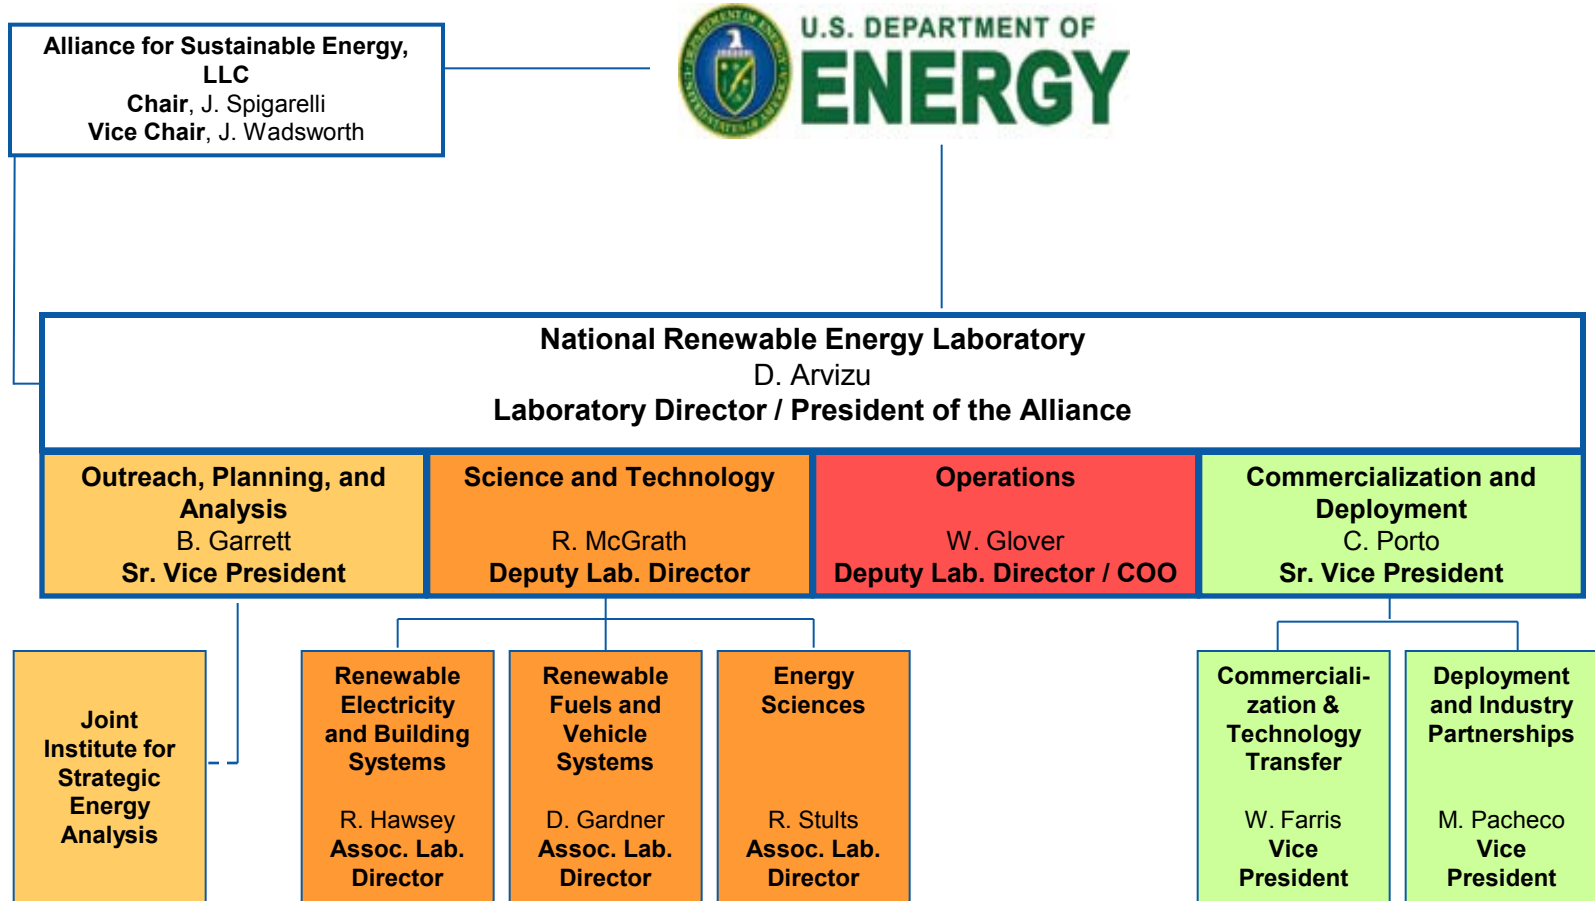 Alliance for Sustainable Energy,
LLC
Chair, J. Spigarelli
Vice Chair, J. Wadsworth
U.S. DEPARTMENT OF
ENERGY
National Renewable Energy Laboratory
D. Arvizu
Laboratory Director / President of the Alliance
Outreach, Planning, and
Analysis
B. Garrett
Sr. Vice President
Science and Technology
R. McGrath
Deputy Lab. Director
Operations
W. Glover
Deputy Lab. Director / COO
Commercialization and
Deployment
C. Porto
Sr. Vice President
Joint
Institute for
Strategic
Energy
Analysis
Renewable
Electricity
and Building
Systems
R. Hawsey
Assoc. Lab.
Director
Renewable
Fuels and
Vehicle
Systems
D. Gardner
Assoc. Lab.
Director
Energy
Sciences
R. Stults
Assoc. Lab.
Director
Commerciali-
zation &
Technology
Transfer
W. Farris
Vice
President
Deployment
and Industry
Partnerships
M. Pacheco
Vice
President